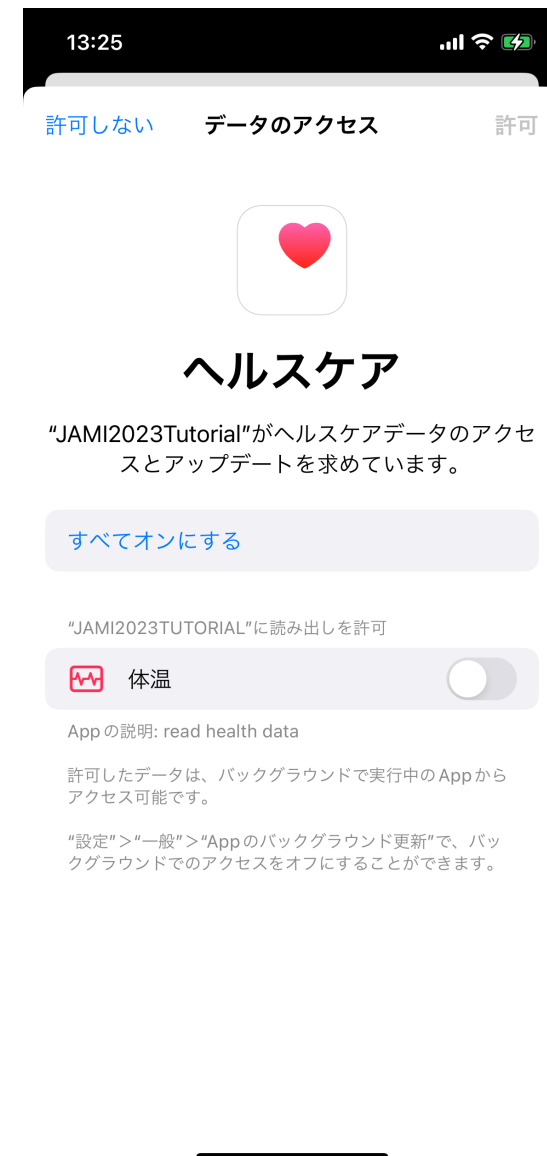 13:25
許可しない データのアクセス 許可
ヘルスケア
“JAMI2023Tutorial”がヘルスケアデータのアクセ
スとアップデートを求めています。
すべてオンにする
“JAMI2023TUTORIAL”に読み出しを許可
体温
Appの説明: read health data
許可したデータは、バックグラウンドで実行中のAppから
アクセス可能です。
“設定”>“一般”>“Appのバックグラウンド更新”で、バッ
クグラウンドでのアクセスをオフにすることができます。